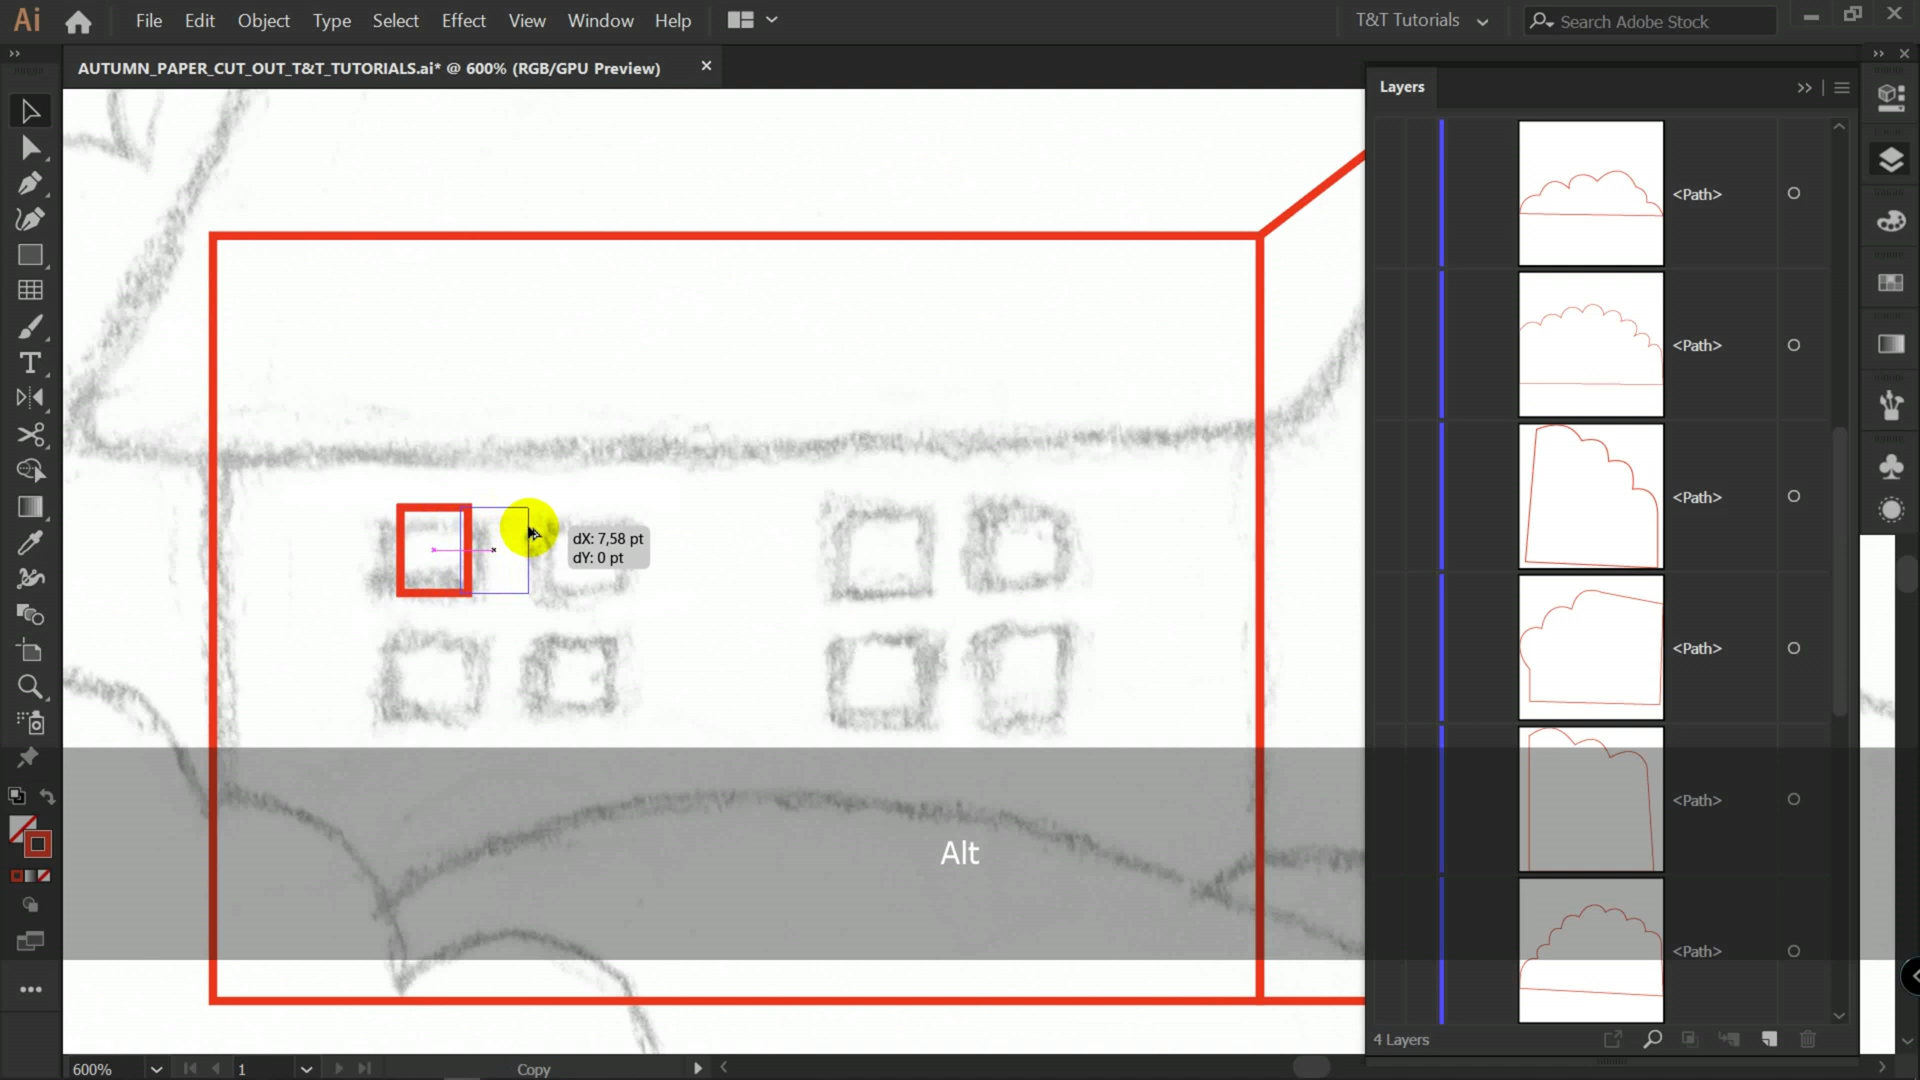 Ai File Edit Object Type Select Effect View Window Help T&T Tutorials Search Adobe Stock
AUTUMN_PAPER_CUT_OUT_T&T_TUTORIALS.ai* @ 600% (RGB/GPU Preview)
Layers
<Path>
<Path>
<Path>
dX: 7,58 pt
dY: 0 pt
<Path>
<Path>
Alt
<Path>
4 Layers
600% 1 Copy